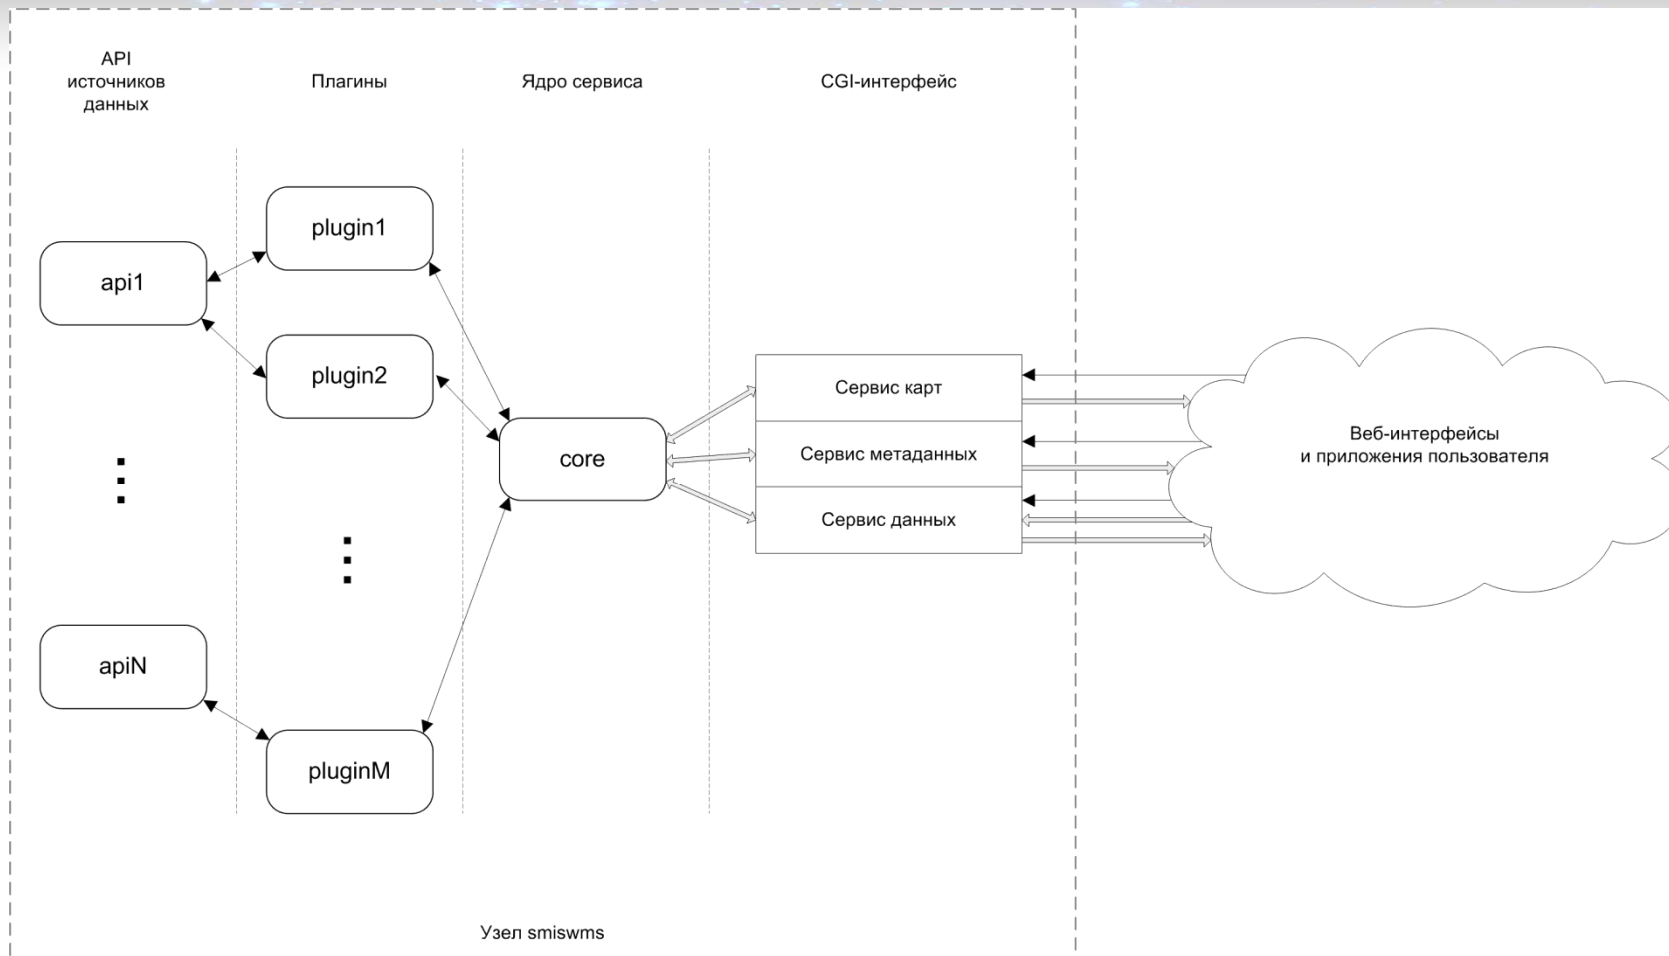 API
источников
данных
Плагины
Ядро сервиса
CGI-интерфейс
api1
plugin1
plugin2
core
Сервис карт
Сервис метаданных
Сервис данных
Веб-интерфейсы
и приложения пользователя
apiN
pluginM
Узел smiswms